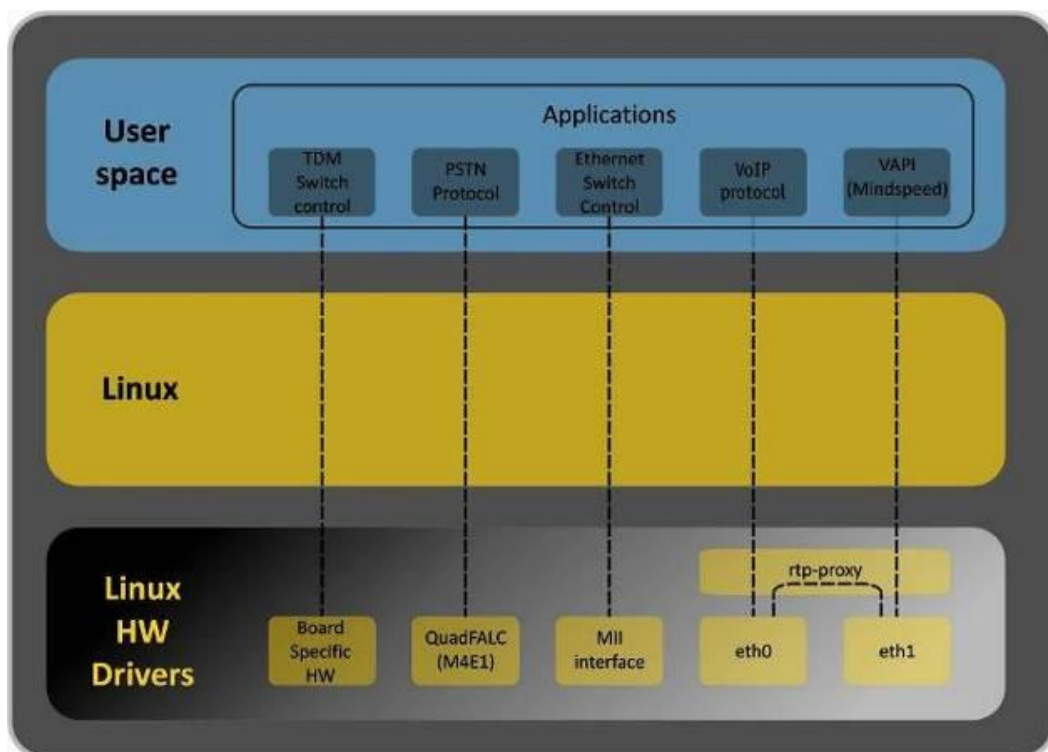 User
space
Applications
TDM
Switch
control
PSTN
Protocol
Ethernet
Switch
Control
VoIP
protocol
VAPI
(Mindspeed)
Linux
Linux
HW
Drivers
rtp-proxy
Board
Specific
HW
QuadFALC
(M4E1)
MII
interface
eth0
eth1